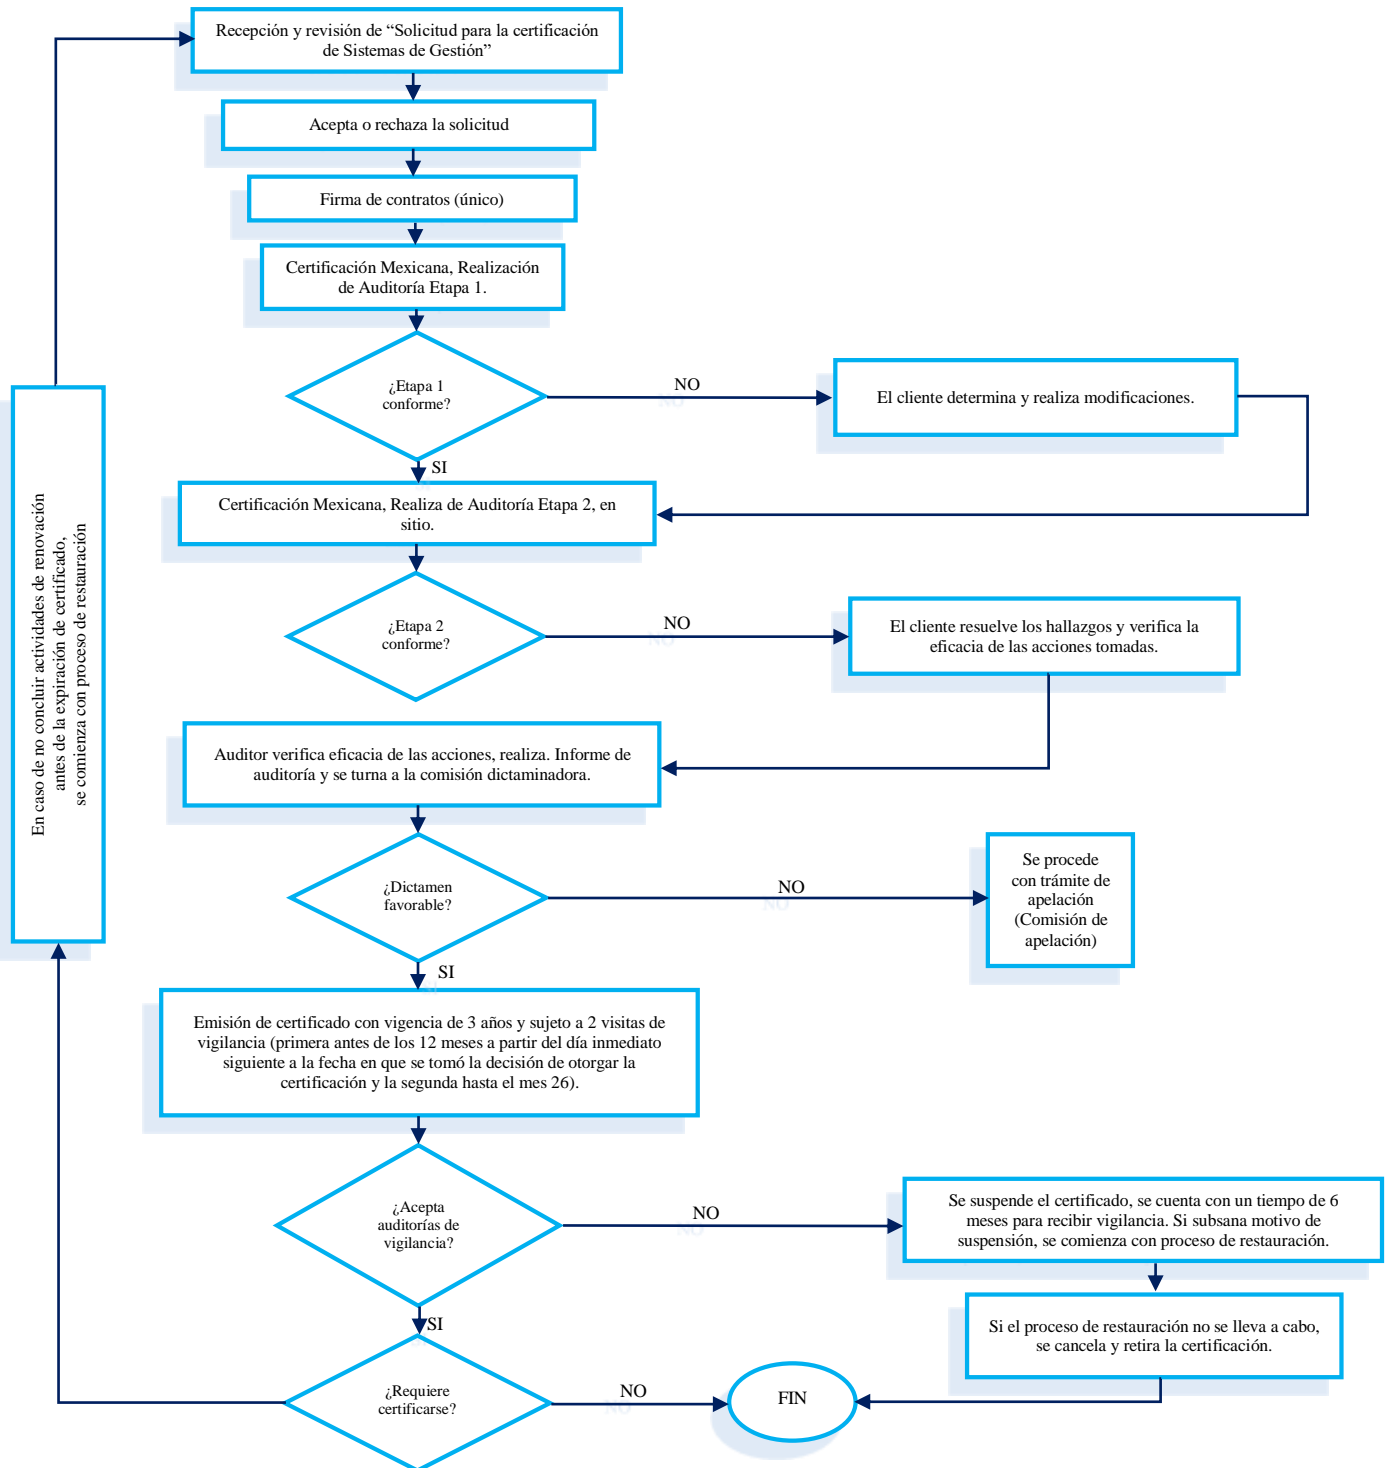 Recepción y revisión de “Solicitud para la certificación
de Sistemas de Gestión”
Acepta o rechaza la solicitud
Firma de contratos (único)
Certificación Mexicana, Realización
de Auditoría Etapa 1.
¿Etapa 1
conforme?
NO
El cliente determina y realiza modificaciones.
SI
Certificación Mexicana, Realiza de Auditoría Etapa 2, en
sitio.
¿Etapa 2
conforme?
NO
El cliente resuelve los hallazgos y verifica la
eficacia de las acciones tomadas.
Auditor verifica eficacia de las acciones, realiza. Informe de
auditoría y se turna a la comisión dictaminadora.
¿Dictamen
favorable?
NO
Se procede
con trámite de
apelación
(Comisión de
apelación)
SI
Emisión de certificado con vigencia de 3 años y sujeto a 2 visitas de
vigilancia (primera antes de los 12 meses a partir del día inmediato
siguiente a la fecha en que se tomó la decisión de otorgar la
certificación y la segunda hasta el mes 26).
¿Acepta
auditorías de
vigilancia?
NO
Se suspende el certificado, se cuenta con un tiempo de 6
meses para recibir vigilancia. Si subsana motivo de
suspensión, se comienza con proceso de restauración.
Si el proceso de restauración no se lleva a cabo,
se cancela y retira la certificación.
SI
¿Requiere
certificarse?
NO
FIN
En caso de no concluir actividades de renovación
antes de la expiración de certificado,
se comienza con proceso de restauración